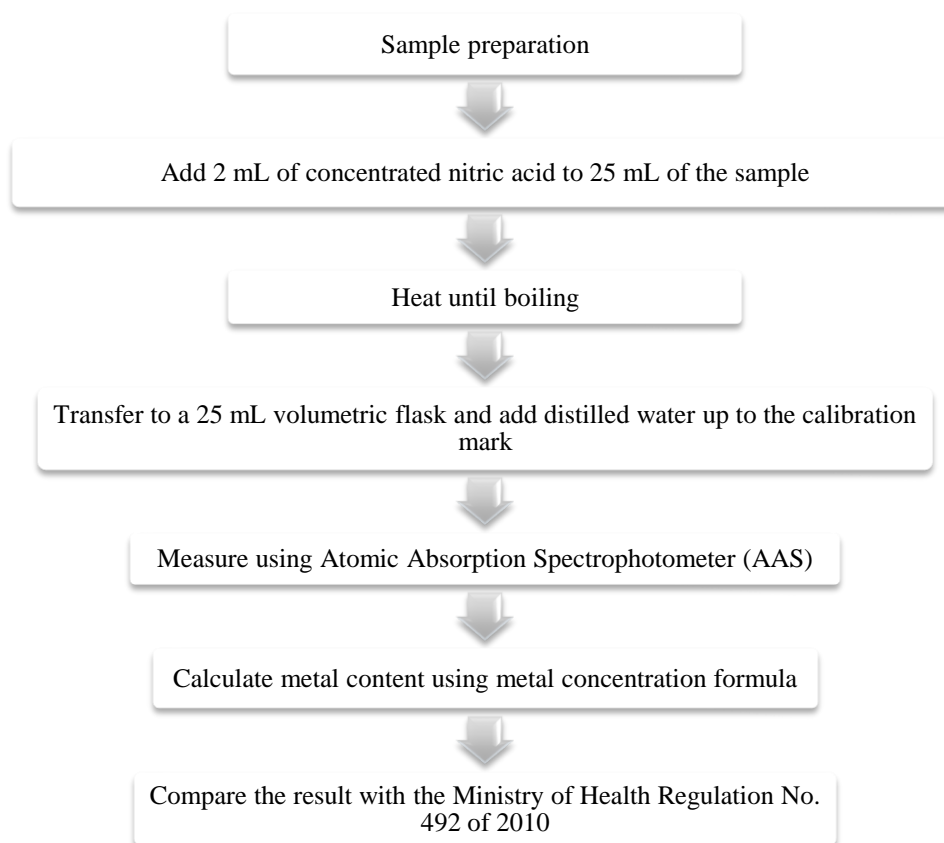 Sample preparation
Add 2 mL of concentrated nitric acid to 25 mL of the sample
Heat until boiling
Transfer to a 25 mL volumetric flask and add distilled water up to the calibration
mark
Measure using Atomic Absorption Spectrophotometer (AAS)
Calculate metal content using metal concentration formula
Compare the result with the Ministry of Health Regulation No.
492 of 2010